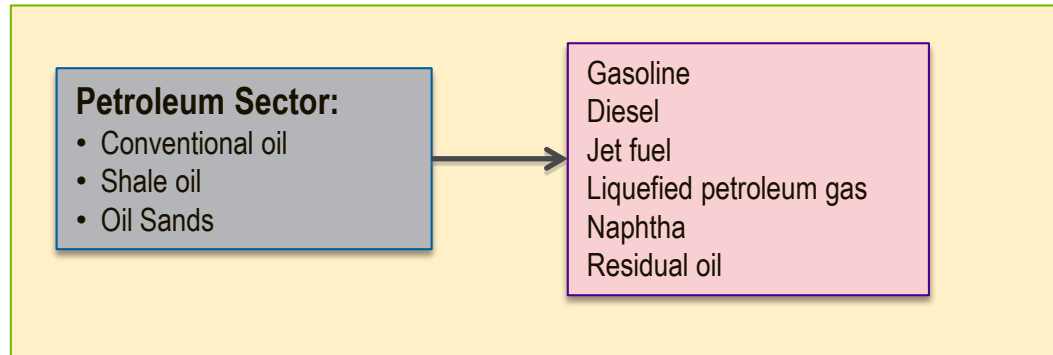 Petroleum Sector:
• Conventional oil
• Shale oil
• Oil Sands
Gasoline
Diesel
Jet fuel
Liquefied petroleum gas
Naphtha
Residual oil